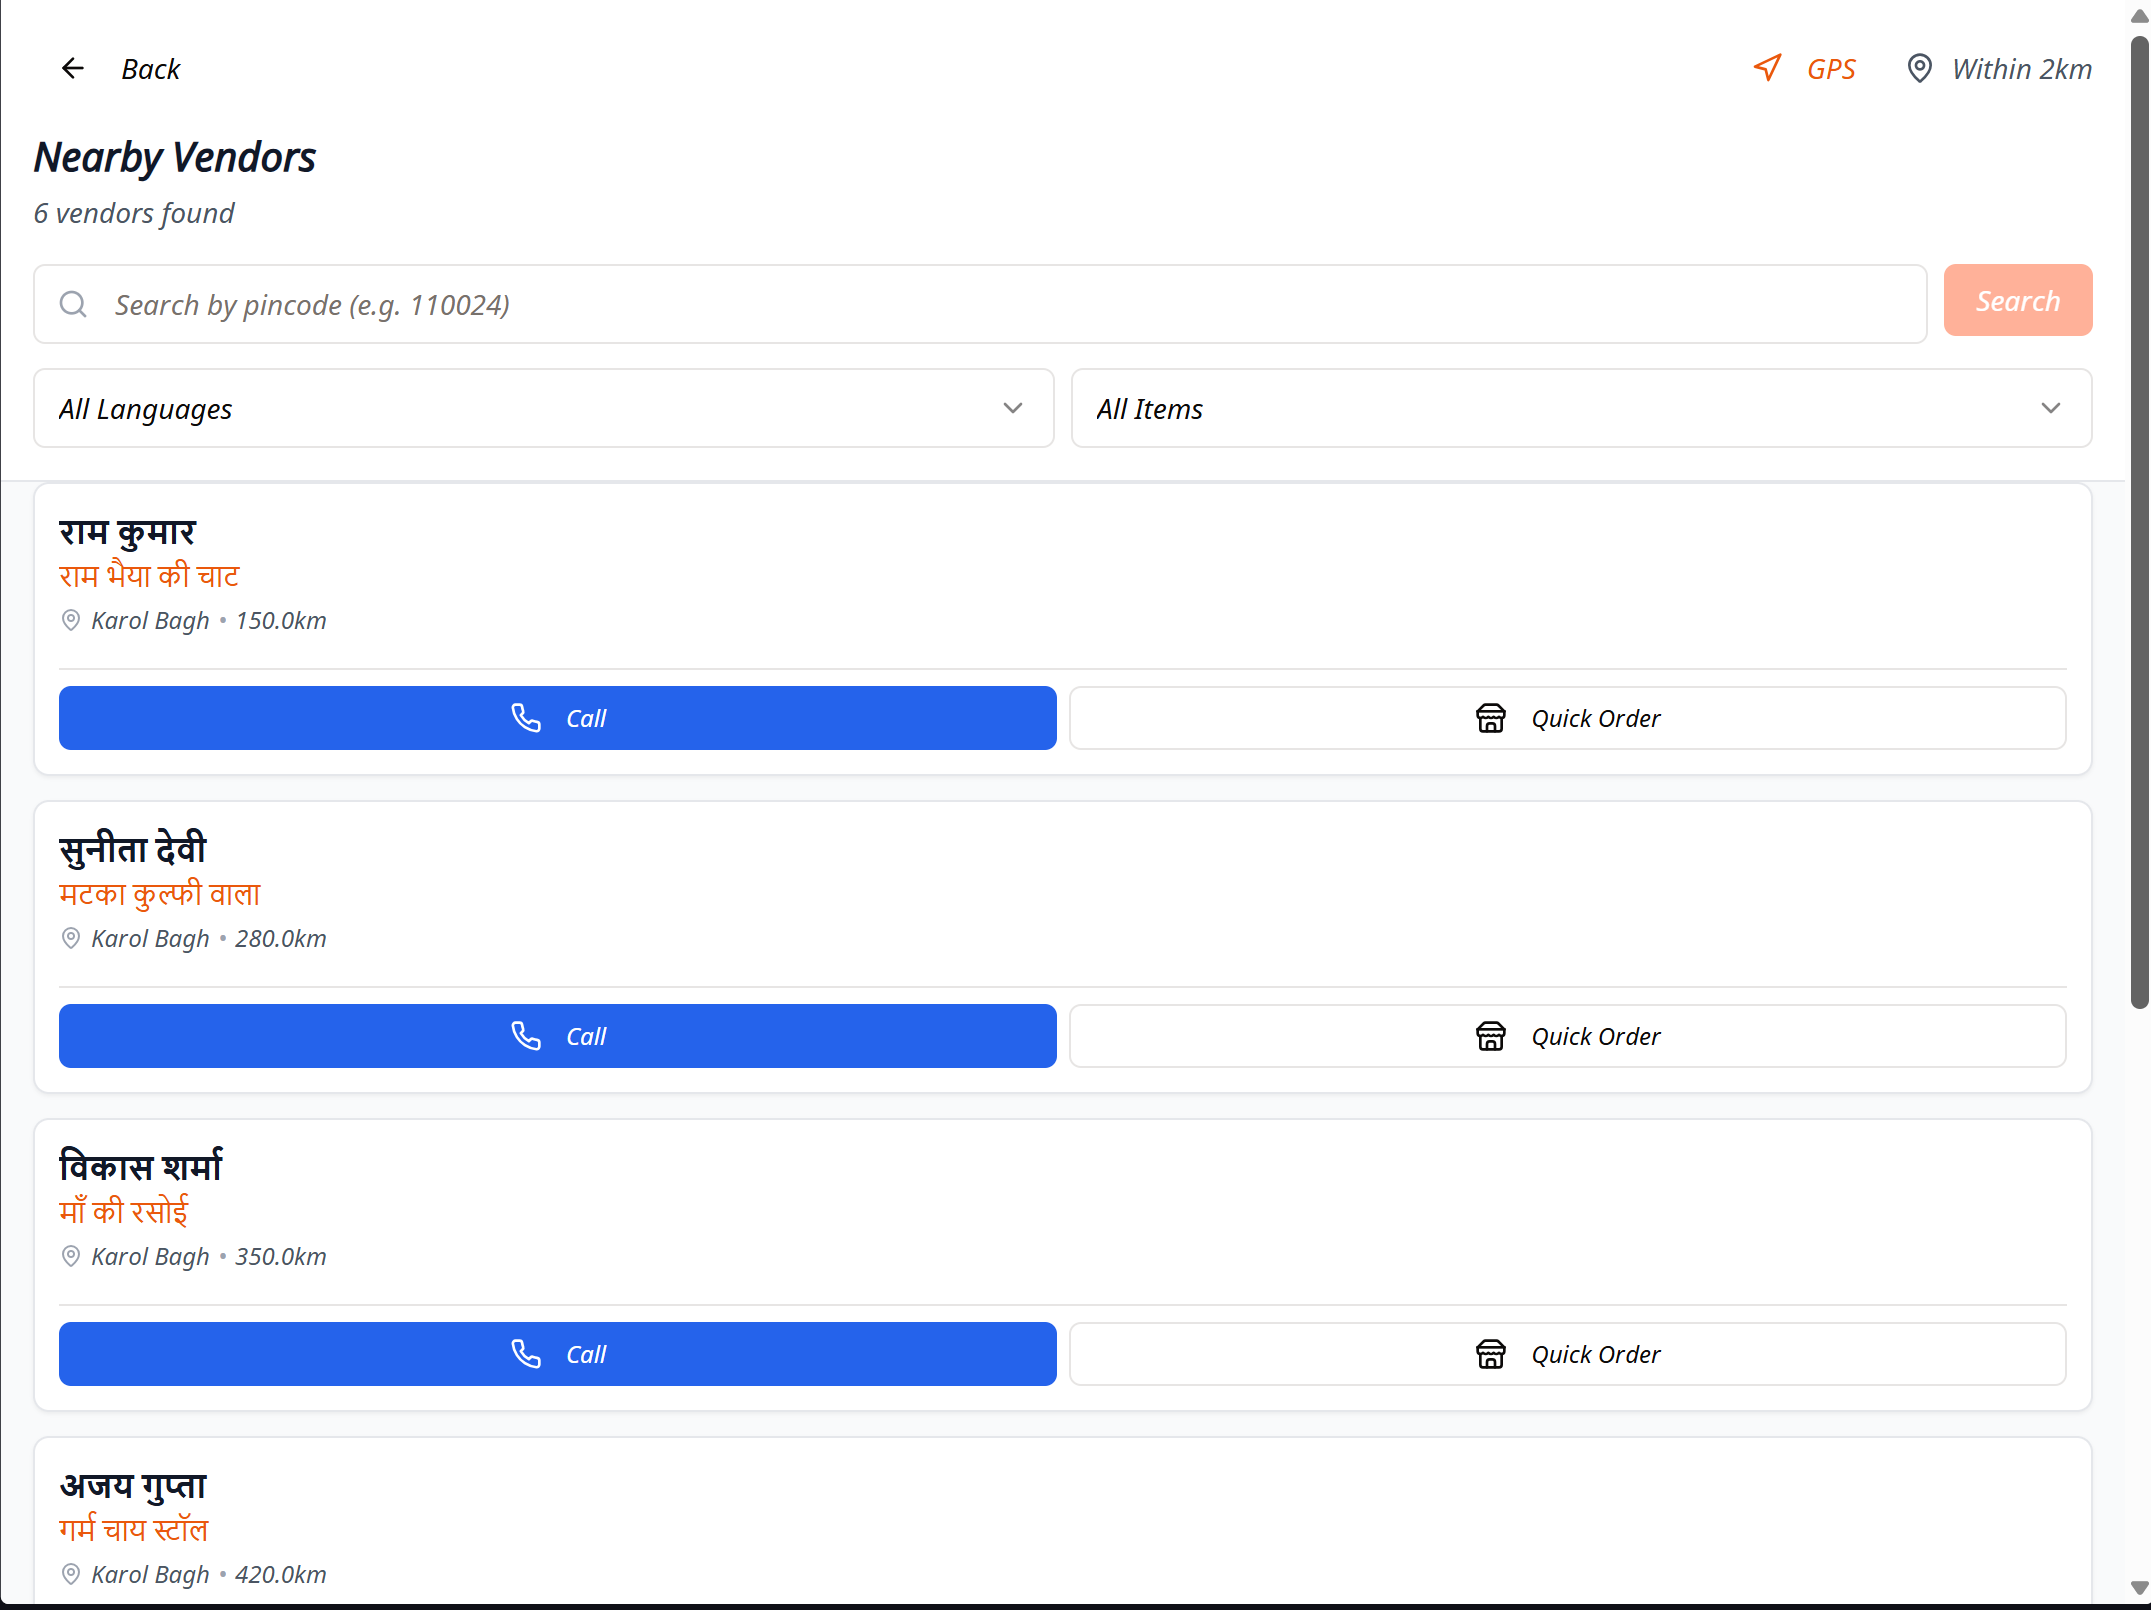 Back
GPS
Within 2km
Nearby Vendors
6 vendors found
Search by pincode (e.g. 110024)
Search
All Languages
All Items
राम कुमार
राम भैया की चाट
Karol Bagh • 150.0km
Call
Quick Order
सुनीता देवी
मटका कुल्फी वाला
Karol Bagh • 280.0km
Call
Quick Order
विकास शर्मा
माँ की रसोई
Karol Bagh • 350.0km
Call
Quick Order
अजय गुप्ता
गर्म चाय स्टॉल
Karol Bagh • 420.0km